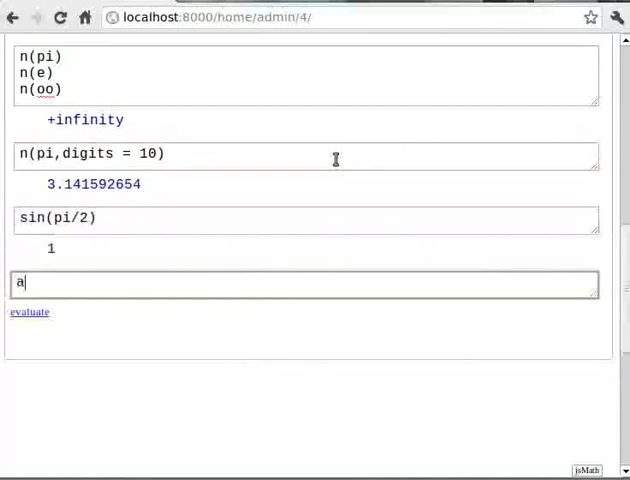 localhost:8000/home/admin/4/
n(pi)
n(e)
n(oo)
+infinity
n(pi,digits = 10)
3.141592654
sin(pi/2)
1
a
evaluate
jsMath